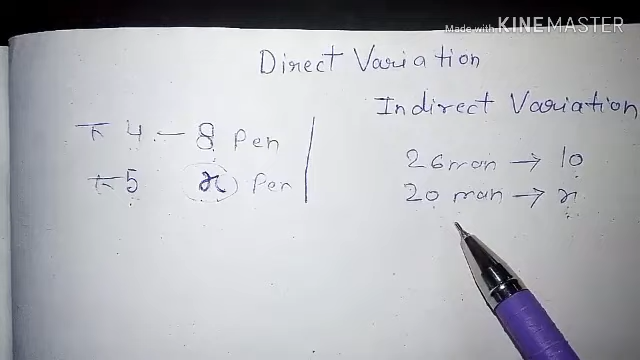 Made with KINEMASTER
Direct Variation
Indirect Variation
₹ 4 — 8 Pen
₹ 5 x Pen
26 man → 10
20 man → x